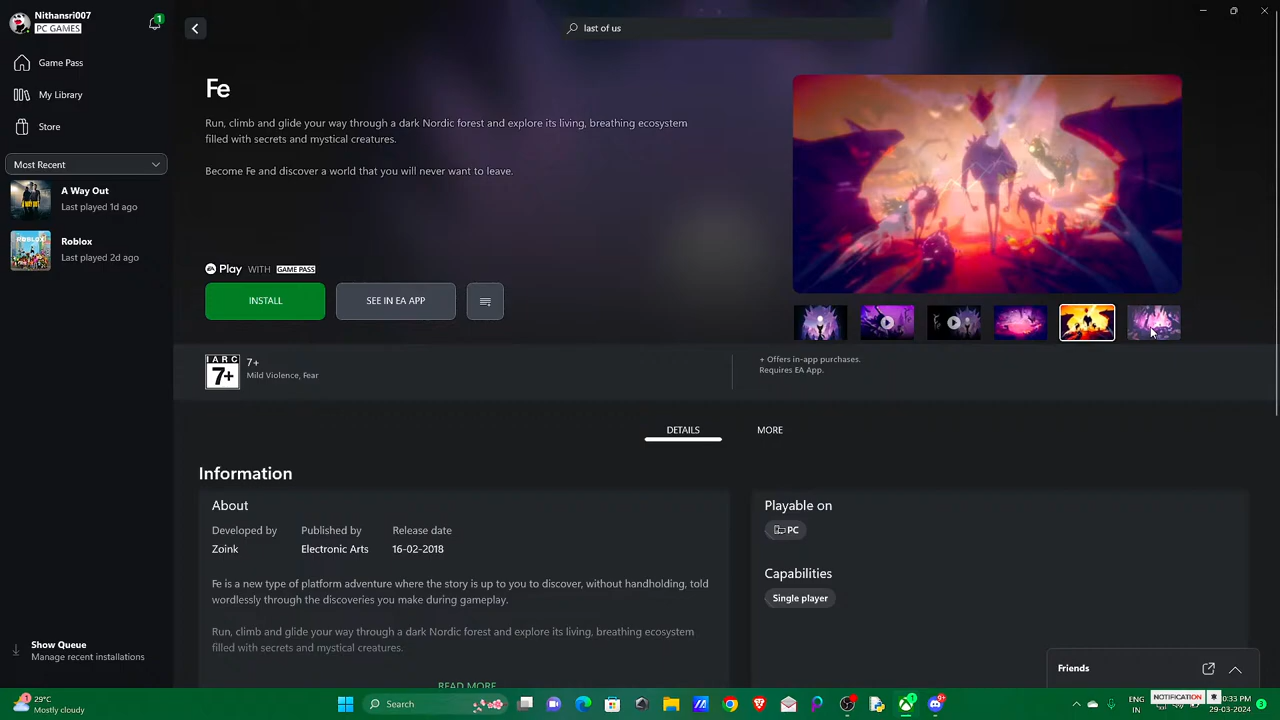 Nithansri007
PC GAMES
1
Game Pass
My Library
Store
Most Recent
A Way Out
Last played 1d ago
ROBLOX
Roblox
Last played 2d ago
Show Queue
Manage recent installations
last of us
Fe
Run, climb and glide your way through a dark Nordic forest and explore its living, breathing ecosystem
filled with secrets and mystical creatures.
Become Fe and discover a world that you will never want to leave.
EA Play WITH GAME PASS
INSTALL
SEE IN EA APP
IARC
7+
7+
Mild Violence, Fear
+ Offers in-app purchases.
Requires EA App.
DETAILS
MORE
Information
About
Developed by
Published by
Release date
Zoink
Electronic Arts
16-02-2018
Fe is a new type of platform adventure where the story is up to you to discover, without handholding, told
wordlessly through the discoveries you make during gameplay.
Run, climb and glide your way through a dark Nordic forest and explore its living, breathing ecosystem
filled with secrets and mystical creatures.
READ MORE
Playable on
PC
Capabilities
Single player
Friends
1
29°C
Mostly cloudy
Search
1
9+
ENG
IN
NOTIFICATION
0:33 PM
29-03-2024
3